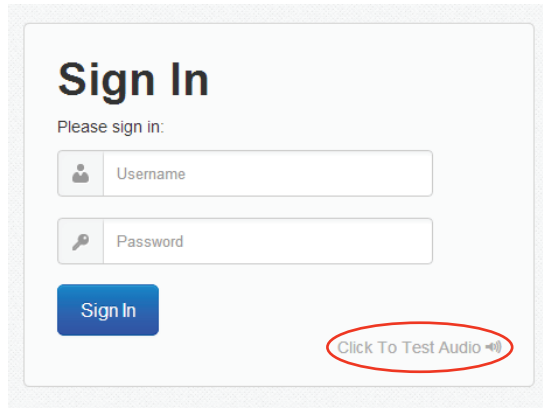 Sign In
Please sign in:
Username
Password
Sign In
Click To Test Audio